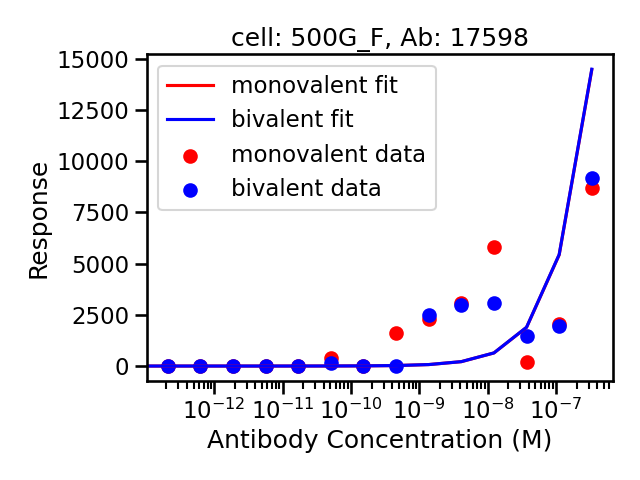 cell: 500G_F, Ab: 17598
15000
12500
10000
7500
5000
2500
0
Response
monovalent fit
bivalent fit
monovalent data
bivalent data
10⁻¹² 10⁻¹¹ 10⁻¹⁰ 10⁻⁹ 10⁻⁸ 10⁻⁷
Antibody Concentration (M)